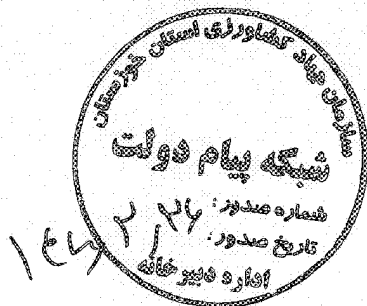 سازمان جهاد کشاورزی استان خوزستان
شبکه پیام دولت
شماره صدور:
تاریخ صدور:
اداره دبیرخانه